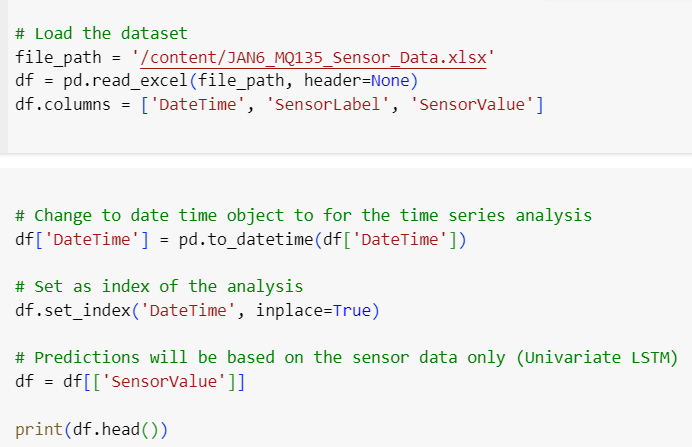 # Load the dataset
file_path = '/content/JAN6_MQ135_Sensor_Data.xlsx'
df = pd.read_excel(file_path, header=None)
df.columns = ['DateTime', 'SensorLabel', 'SensorValue']
# Change to date time object to for the time series analysis
df['DateTime'] = pd.to_datetime(df['DateTime'])
# Set as index of the analysis
df.set_index('DateTime', inplace=True)
# Predictions will be based on the sensor data only (Univariate LSTM)
df = df[['SensorValue']]
print(df.head())